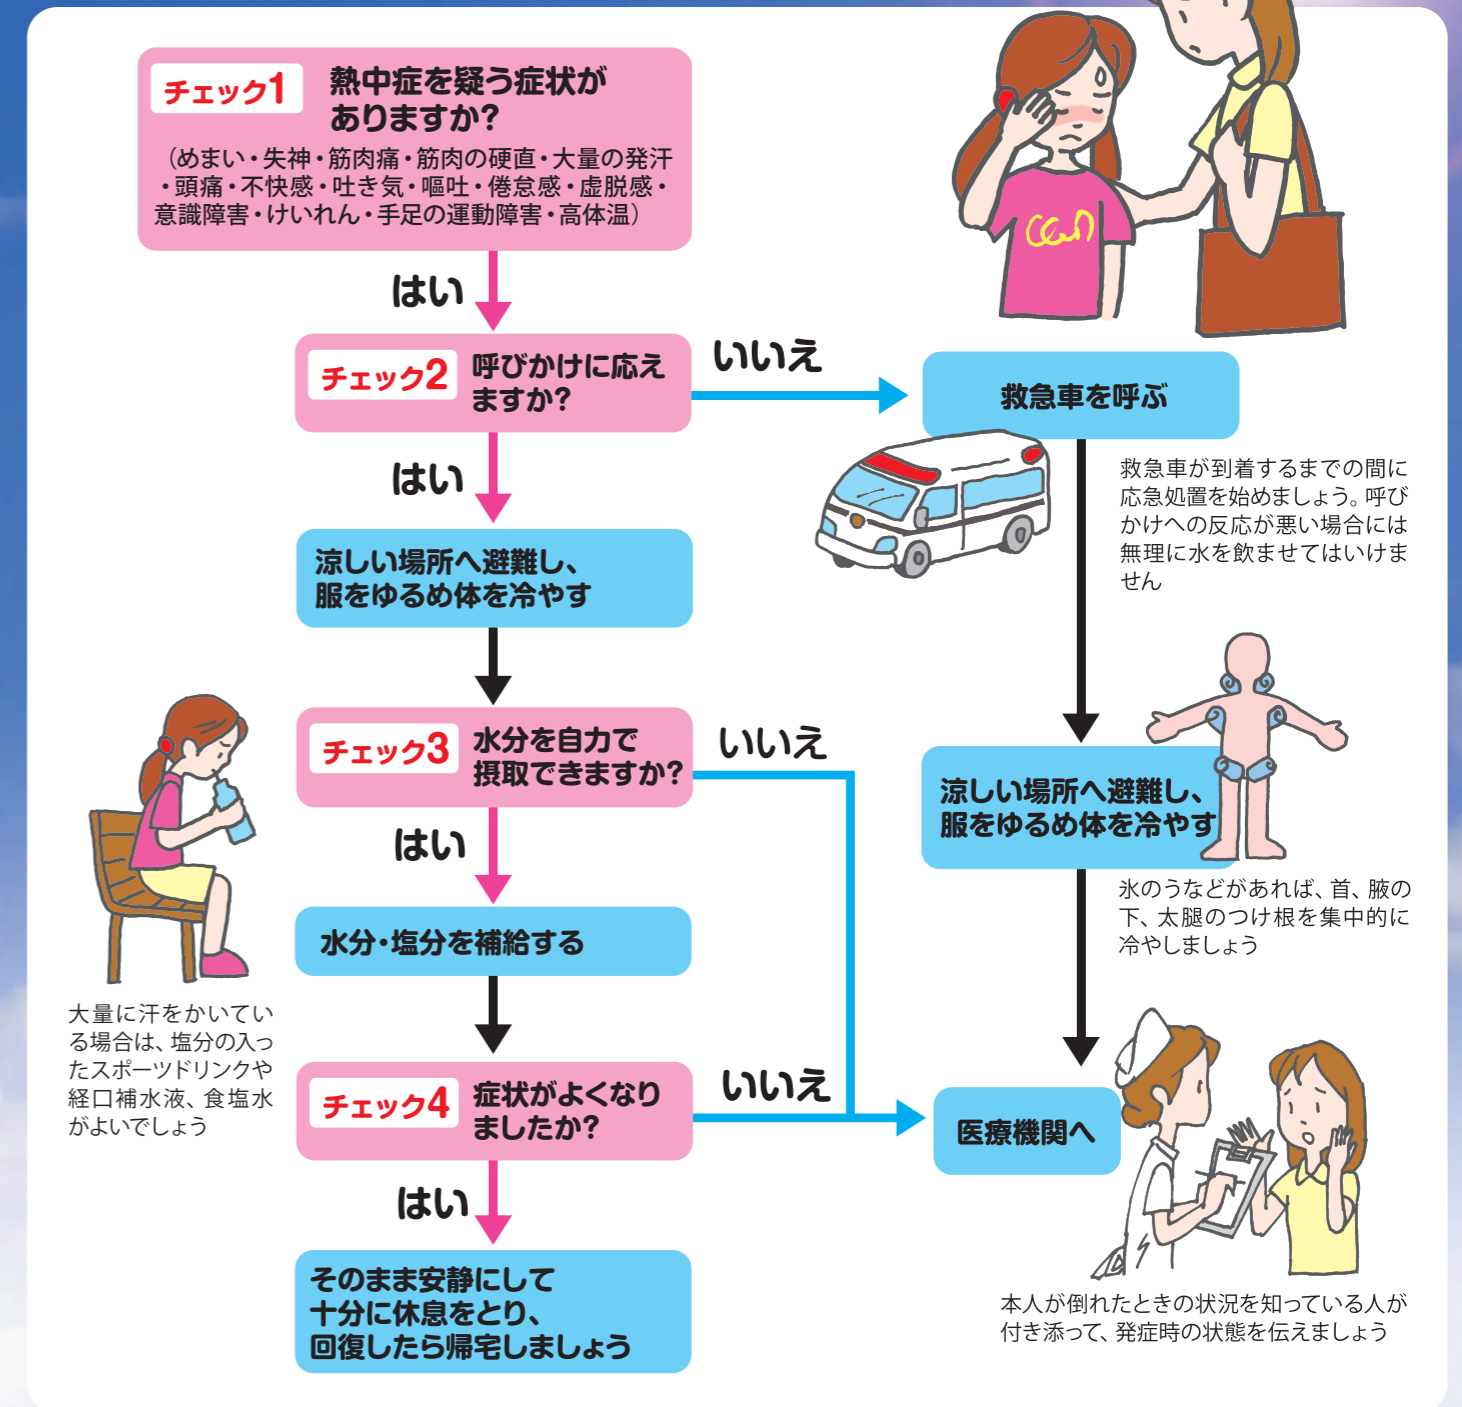 チェック1
熱中症を疑う症状が
ありますか?
（めまい・失神・筋肉痛・筋肉の硬直・大量の発汗
・頭痛・不快感・吐き気・嘔吐・倦怠感・虚脱感・
意識障害・けいれん・手足の運動障害・高体温）
はい
チェック2
呼びかけに応え
ますか?
いいえ
救急車を呼ぶ
救急車が到着するまでの間に
応急処置を始めましょう。呼び
かけへの反応が悪い場合には
無理に水を飲ませてはいけま
せん
はい
涼しい場所へ避難し、
服をゆるめ体を冷やす
チェック3
水分を自力で
摂取できますか?
いいえ
涼しい場所へ避難し、
服をゆるめ体を冷やす
氷のうなどがあれば、首、腋の
下、太腿のつけ根を集中的に
冷やしましょう
はい
水分・塩分を補給する
大量に汗をかいてい
る場合は、塩分の入っ
たスポーツドリンクや
経口補水液、食塩水
がよいでしょう
チェック4
症状がよくなり
ましたか?
いいえ
医療機関へ
本人が倒れたときの状況を知っている人が
付き添って、発症時の状態を伝えましょう
はい
そのまま安静にして
十分に休息をとり、
回復したら帰宅しましょう